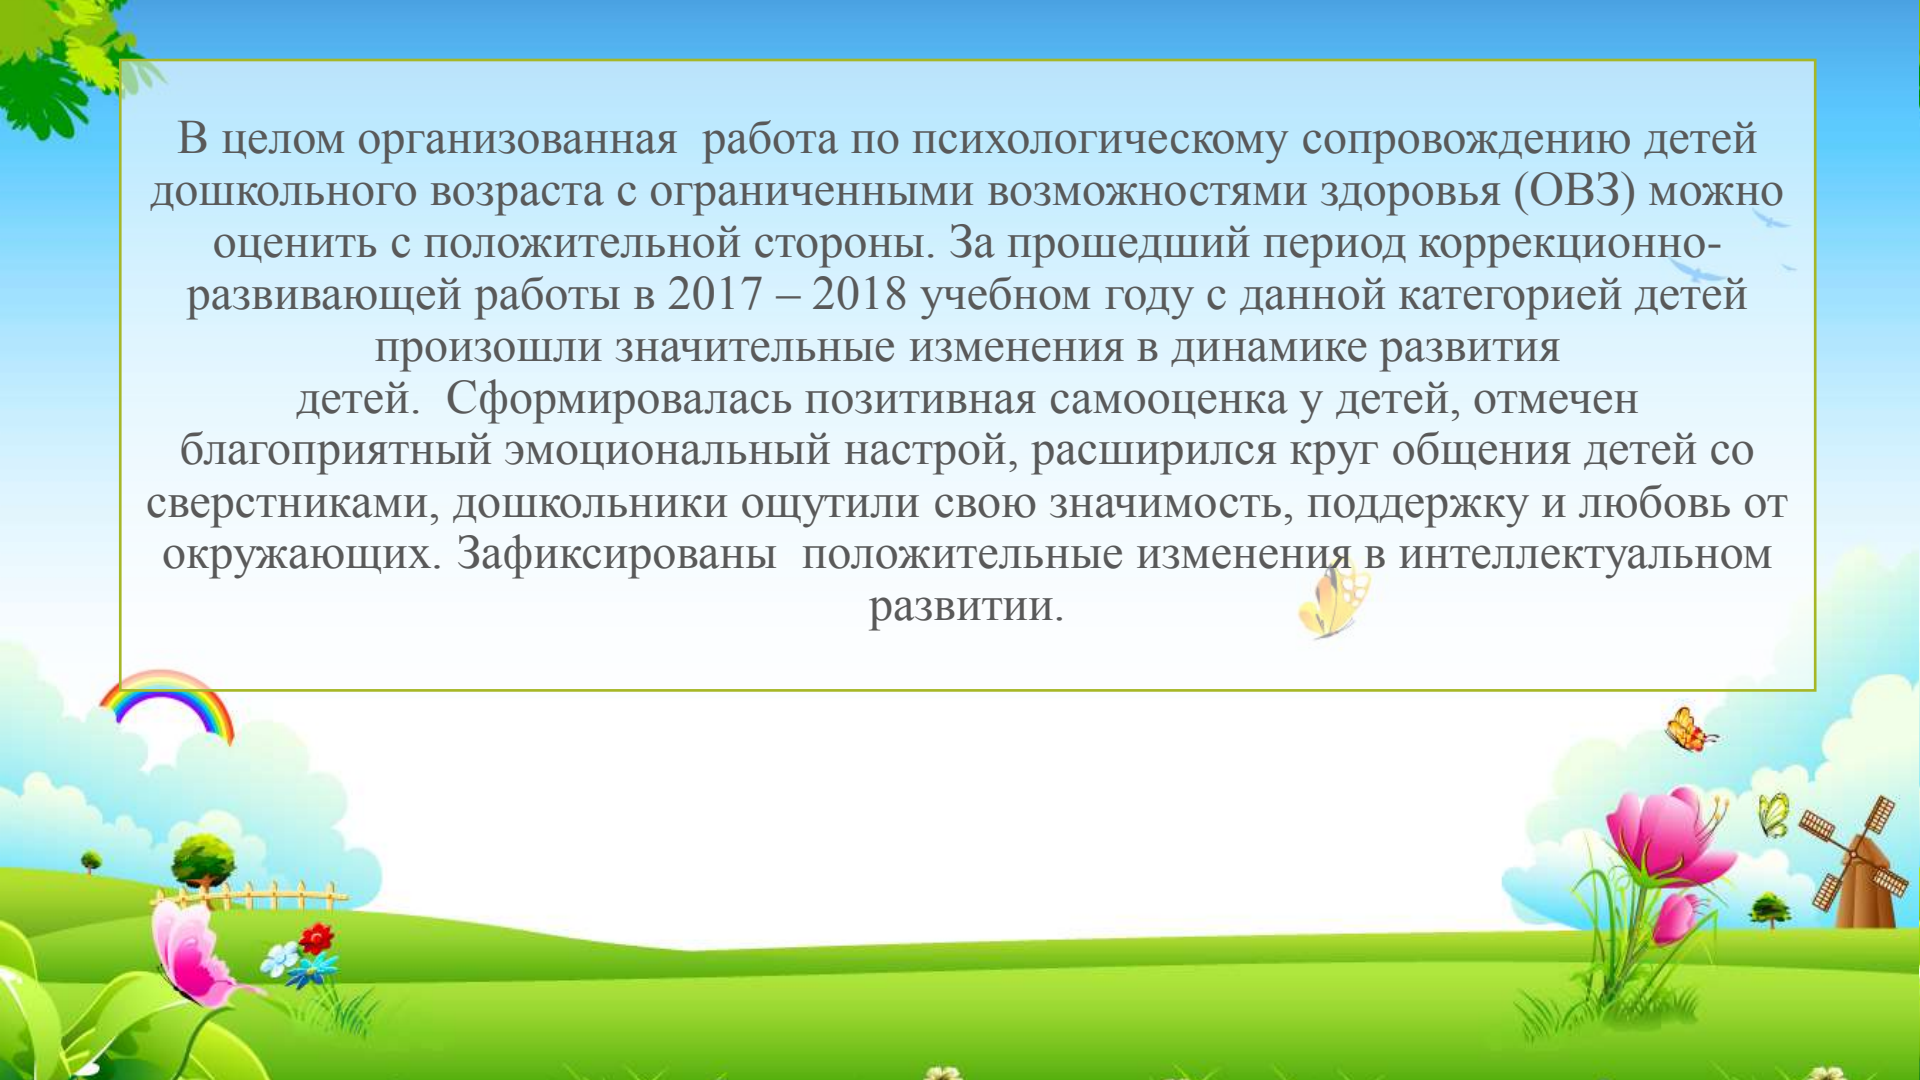 В целом организованная  работа по психологическому сопровождению детей
дошкольного возраста с ограниченными возможностями здоровья (ОВЗ) можно
оценить с положительной стороны. За прошедший период коррекционно-
развивающей работы в 2017 – 2018 учебном году с данной категорией детей
произошли значительные изменения в динамике развития
детей.  Сформировалась позитивная самооценка у детей, отмечен
благоприятный эмоциональный настрой, расширился круг общения детей со
сверстниками, дошкольники ощутили свою значимость, поддержку и любовь от
окружающих. Зафиксированы  положительные изменения в интеллектуальном
развитии.